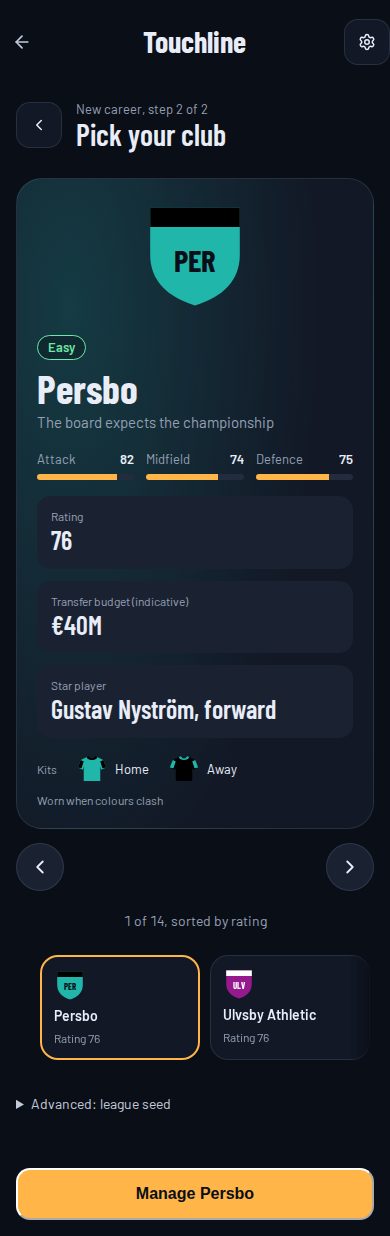 Touchline
New career, step 2 of 2
Pick your club
PER
Easy
Persbo
The board expects the championship
Attack 82 Midfield 74 Defence 75
Rating
76
Transfer budget (indicative)
€40M
Star player
Gustav Nyström, forward
Kits Home Away
Worn when colours clash
1 of 14, sorted by rating
PER
Persbo
Rating 76
ULV
Ulvsby Athletic
Rating 76
Advanced: league seed
Manage Persbo